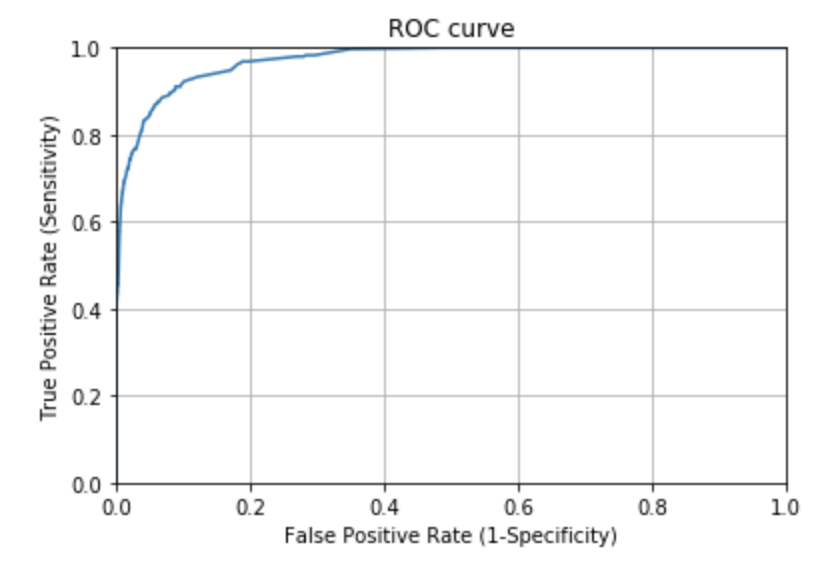 ROC curve
True Positive Rate (Sensitivity)
1.0
0.8
0.6
0.4
0.2
0.0
0.0 0.2 0.4 0.6 0.8 1.0
False Positive Rate (1-Specificity)